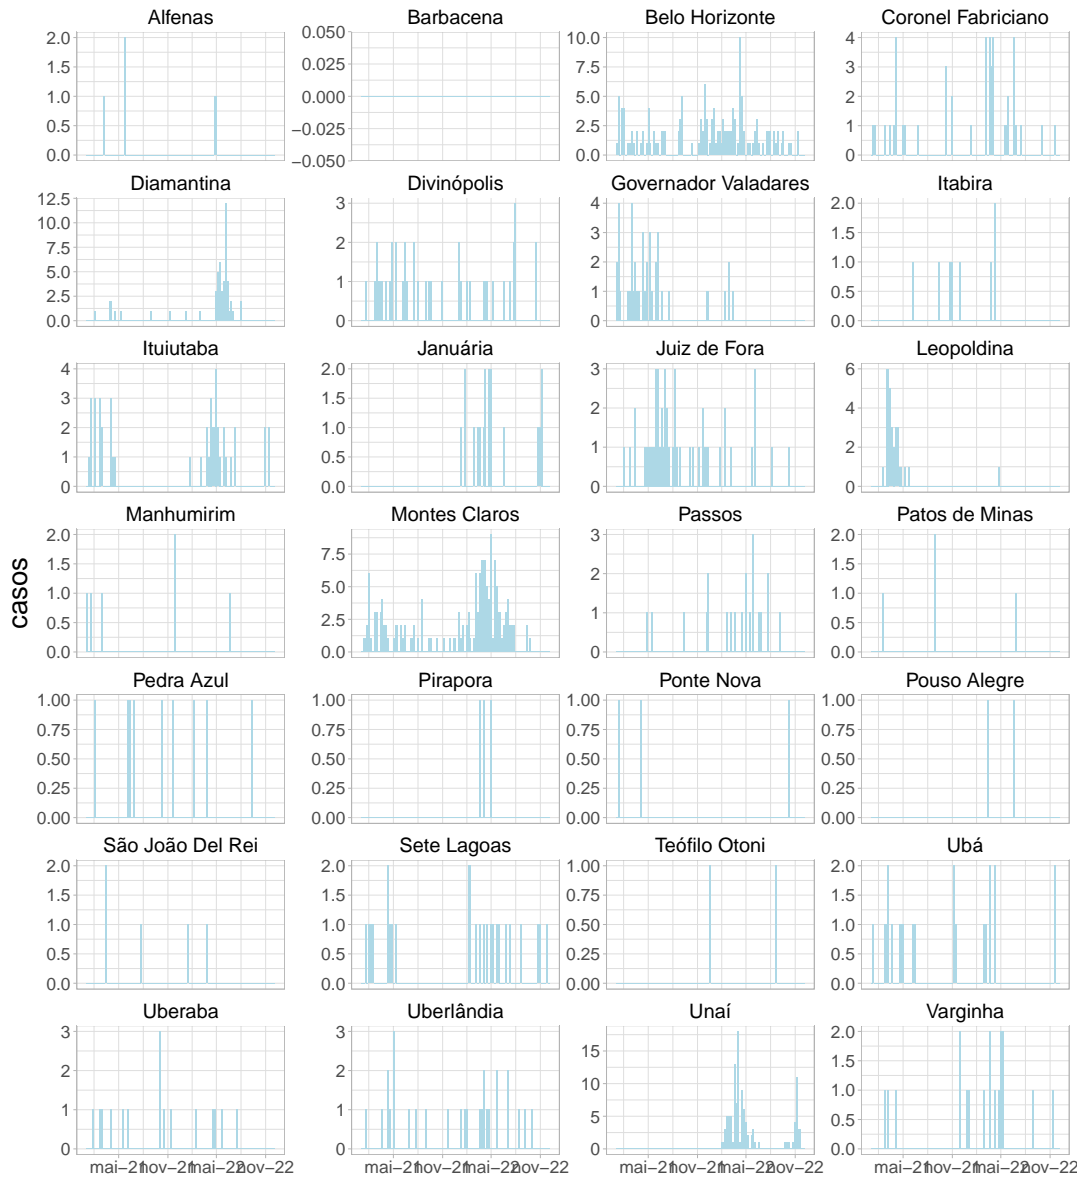 Alfenas Barbacena Belo Horizonte Coronel Fabriciano
2.0 1.5 1.0 0.5 0.0
0.050 0.025 0.000 −0.025 −0.050
10.0 7.5 5.0 2.5 0.0
4 3 2 1 0
Diamantina Divinópolis Governador Valadares Itabira
12.5 10.0 7.5 5.0 2.5 0.0
3 2 1 0
4 3 2 1 0
2.0 1.5 1.0 0.5 0.0
Ituiutaba Januária Juiz de Fora Leopoldina
4 3 2 1 0
2.0 1.5 1.0 0.5 0.0
3 2 1 0
6 4 2 0
casos
Manhumirim Montes Claros Passos Patos de Minas
2.0 1.5 1.0 0.5 0.0
7.5 5.0 2.5 0.0
3 2 1 0
2.0 1.5 1.0 0.5 0.0
Pedra Azul Pirapora Ponte Nova Pouso Alegre
1.00 0.75 0.50 0.25 0.00
1.00 0.75 0.50 0.25 0.00
1.00 0.75 0.50 0.25 0.00
1.00 0.75 0.50 0.25 0.00
São João Del Rei Sete Lagoas Teófilo Otoni Ubá
2.0 1.5 1.0 0.5 0.0
2.0 1.5 1.0 0.5 0.0
1.00 0.75 0.50 0.25 0.00
2.0 1.5 1.0 0.5 0.0
Uberaba Uberlândia Unaí Varginha
3 2 1 0
3 2 1 0
15 10 5 0
2.0 1.5 1.0 0.5 0.0
mai−21 nov−21 mai−22 nov−22
mai−21 nov−21 mai−22 nov−22
mai−21 nov−21 mai−22 nov−22
mai−21 nov−21 mai−22 nov−22